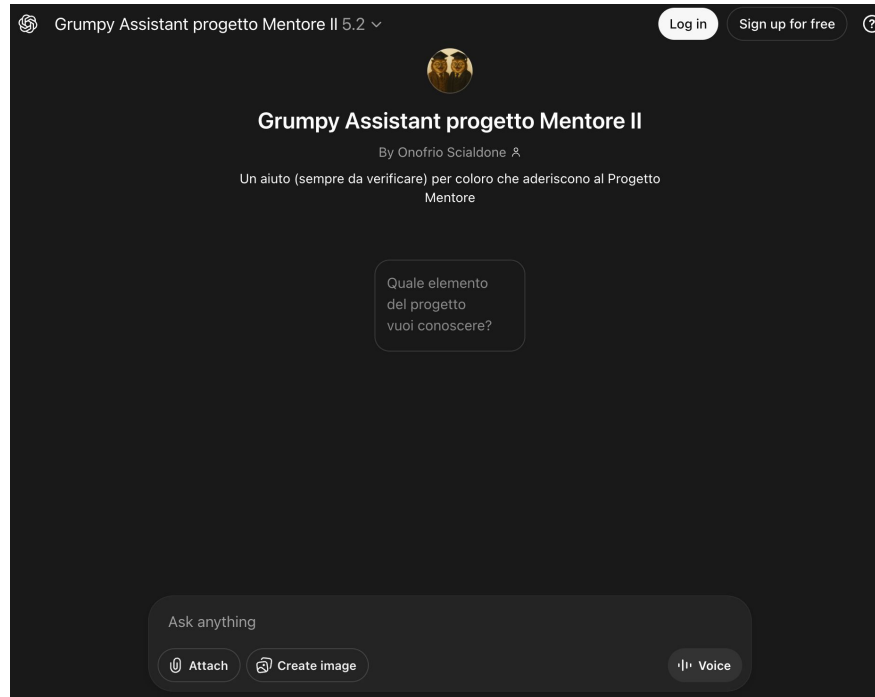 Grumpy Assistant progetto Mentore II 5.2
Log in
Sign up for free
?
Grumpy Assistant progetto Mentore II
By Onofrio Scialdone
Un aiuto (sempre da verificare) per coloro che aderiscono al Progetto
Mentore
Quale elemento
del progetto
vuoi conoscere?
Ask anything
Attach
Create image
Voice